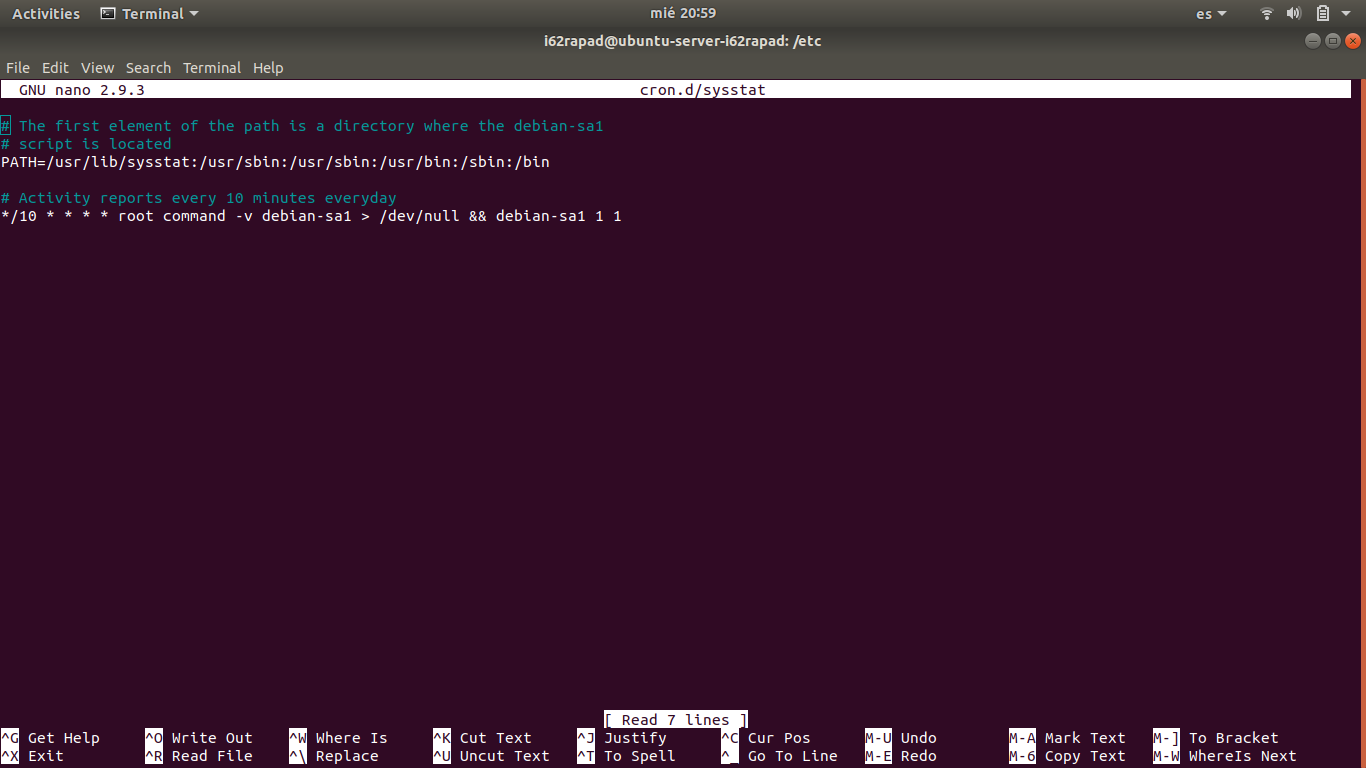 Activities Terminal mié 20:59 es
i62rapad@ubuntu-server-i62rapad: /etc
File Edit View Search Terminal Help
GNU nano 2.9.3 cron.d/sysstat
# The first element of the path is a directory where the debian-sa1
# script is located
PATH=/usr/lib/sysstat:/usr/sbin:/usr/sbin:/usr/bin:/sbin:/bin
# Activity reports every 10 minutes everyday
*/10 * * * * root command -v debian-sa1 > /dev/null && debian-sa1 1 1
[ Read 7 lines ]
^G Get Help ^O Write Out ^W Where Is ^K Cut Text ^J Justify ^C Cur Pos M-U Undo M-A Mark Text M-] To Bracket
^X Exit ^R Read File ^\ Replace ^U Uncut Text ^T To Spell ^_ Go To Line M-E Redo M-6 Copy Text M-W WhereIs Next